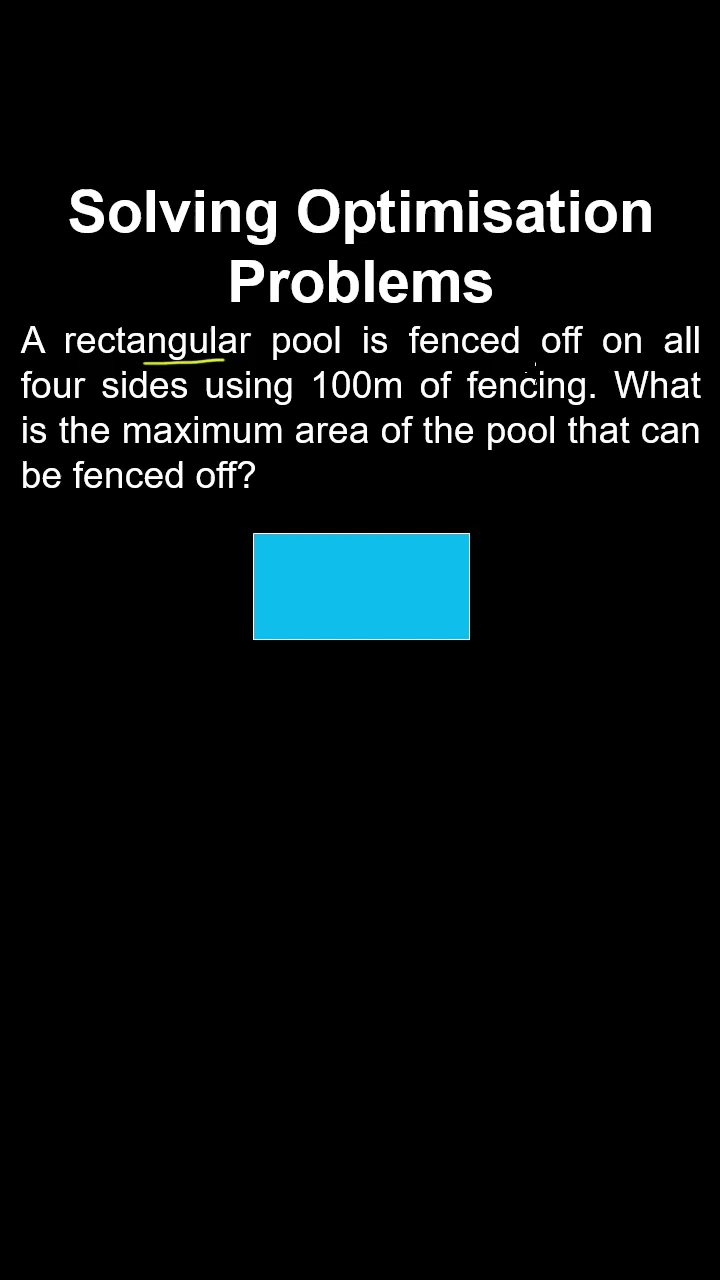 Solving Optimisation
Problems
A rectangular pool is fenced off on all
four sides using 100m of fencing. What
is the maximum area of the pool that can
be fenced off?